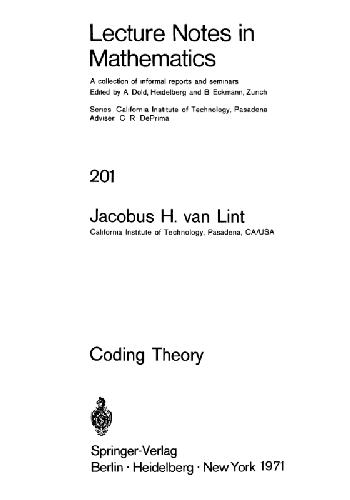 Lecture Notes in
Mathematics
A collection of informal reports and seminars
Edited by A. Dold, Heidelberg and B. Eckmann, Zürich
Series: California Institute of Technology, Pasadena
Adviser: C. R. DePrima
201
Jacobus H. van Lint
California Institute of Technology, Pasadena, CA/USA
Coding Theory
Springer-Verlag
Berlin · Heidelberg · New York 1971